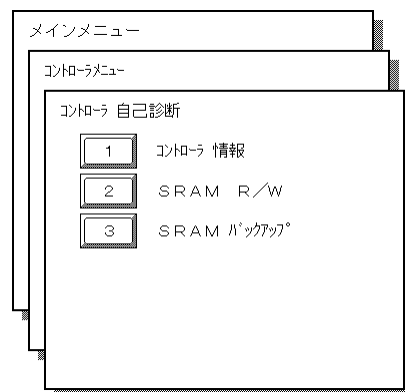 メインメニュー
ｺﾝﾄﾛｰﾗﾒﾆｭｰ
ｺﾝﾄﾛｰﾗ 自己診断
1 ｺﾝﾄﾛｰﾗ 情報
2 ＳＲＡＭ　Ｒ／Ｗ
3 ＳＲＡＭ ﾊﾞｯｸｱｯﾌﾟ